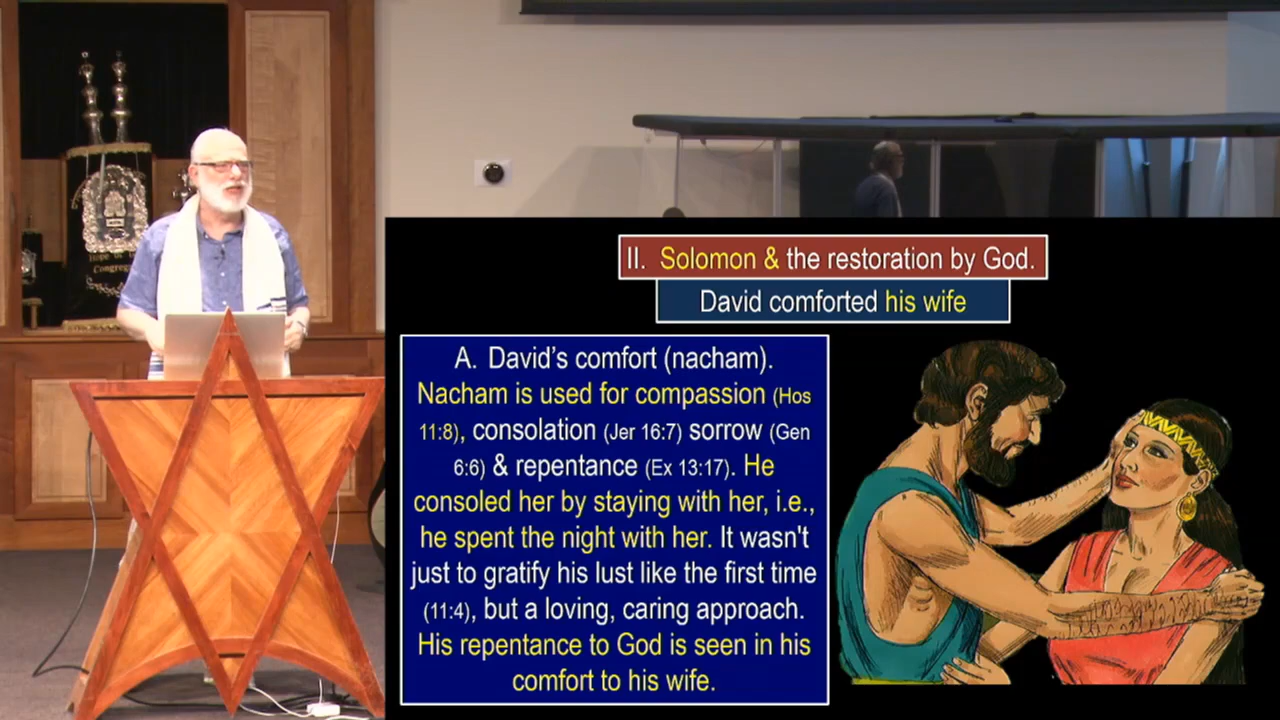 Hope of
Congreg
II. Solomon & the restoration by God.
David comforted his wife
A. David's comfort (nacham).
Nacham is used for compassion (Hos
11:8), consolation (Jer 16:7) sorrow (Gen
6:6) & repentance (Ex 13:17). He
consoled her by staying with her, i.e.,
he spent the night with her. It wasn't
just to gratify his lust like the first time
(11:4), but a loving, caring approach.
His repentance to God is seen in his
comfort to his wife.